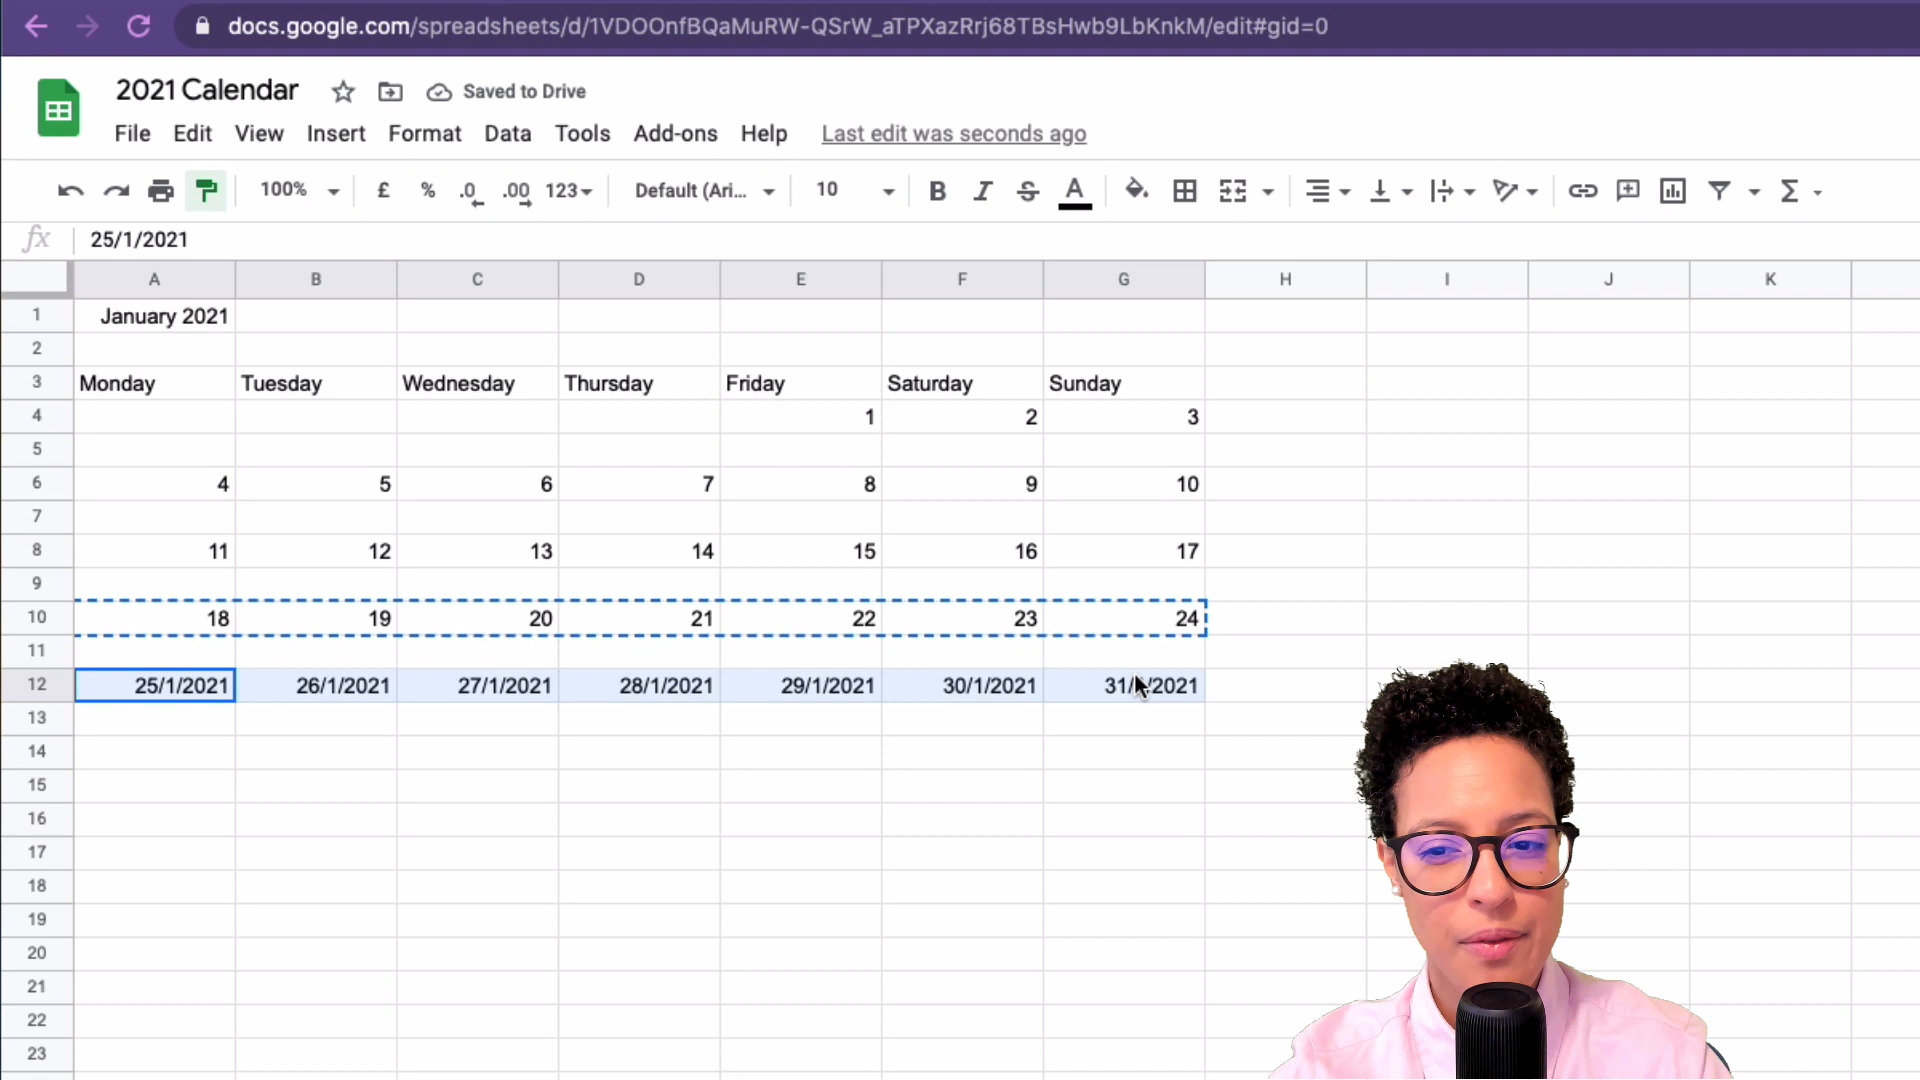 docs.google.com/spreadsheets/d/1VDOOnfBQaMuRW-QSrW_aTPXazRrj68TBsHwb9LbKnkM/edit#gid=0
2021 Calendar Saved to Drive
File Edit View Insert Format Data Tools Add-ons Help Last edit was seconds ago
100% £ % .0 .00 123 Default (Ari... 10 B I S A Σ
fx 25/1/2021
A B C D E F G H I J K
1 January 2021
2
3 Monday Tuesday Wednesday Thursday Friday Saturday Sunday
4 1 2 3
5
6 4 5 6 7 8 9 10
7
8 11 12 13 14 15 16 17
9
10 18 19 20 21 22 23 24
11
12 25/1/2021 26/1/2021 27/1/2021 28/1/2021 29/1/2021 30/1/2021 31/1/2021
13
14
15
16
17
18
19
20
21
22
23